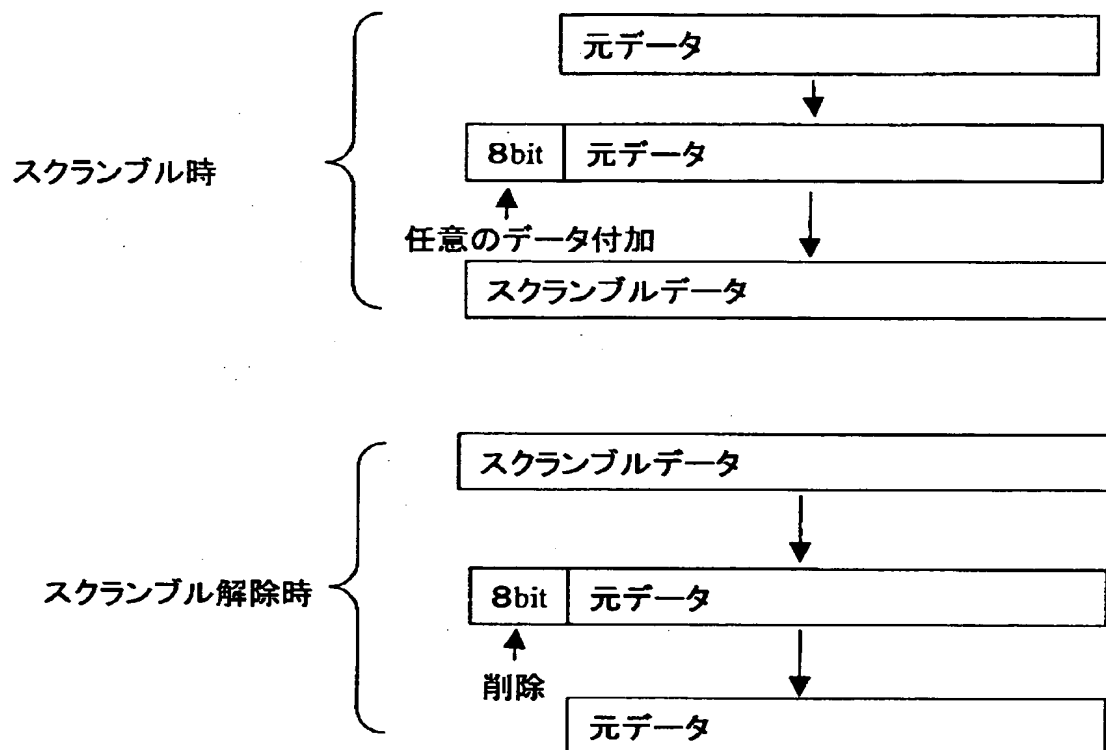 元データ
8bit 元データ
スクランブル時
任意のデータ付加
スクランブルデータ
スクランブルデータ
スクランブル解除時
8bit 元データ
削除
元データ